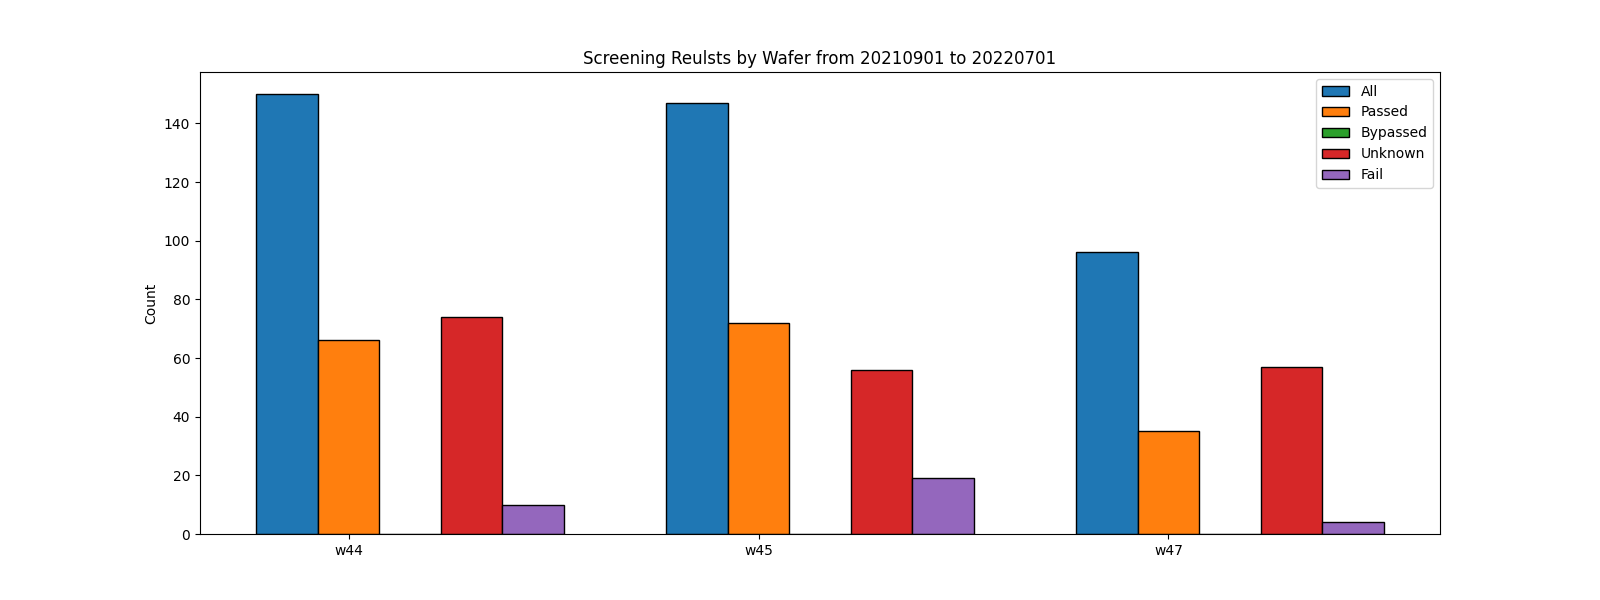 Screening Reulsts by Wafer from 20210901 to 20220701
All
Passed
Bypassed
Unknown
Fail
Count
140
120
100
80
60
40
20
0
w44
w45
w47